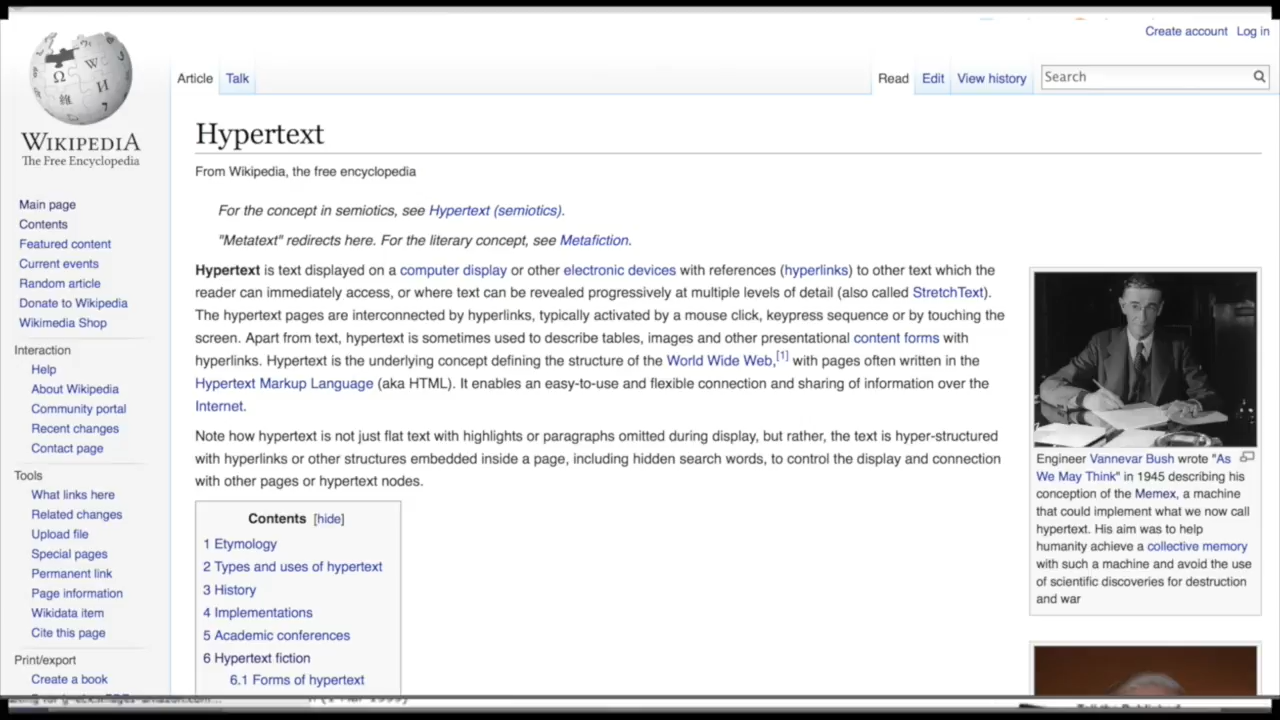 Create account Log in
Article Talk
Read Edit View history Search
WIKIPEDIA
The Free Encyclopedia
Main page
Contents
Featured content
Current events
Random article
Donate to Wikipedia
Wikimedia Shop
Interaction
Help
About Wikipedia
Community portal
Recent changes
Contact page
Tools
What links here
Related changes
Upload file
Special pages
Permanent link
Page information
Wikidata item
Cite this page
Print/export
Create a book
Hypertext
From Wikipedia, the free encyclopedia
For the concept in semiotics, see Hypertext (semiotics).
"Metatext" redirects here. For the literary concept, see Metafiction.
Hypertext is text displayed on a computer display or other electronic devices with references (hyperlinks) to other text which the
reader can immediately access, or where text can be revealed progressively at multiple levels of detail (also called StretchText).
The hypertext pages are interconnected by hyperlinks, typically activated by a mouse click, keypress sequence or by touching the
screen. Apart from text, hypertext is sometimes used to describe tables, images and other presentational content forms with
hyperlinks. Hypertext is the underlying concept defining the structure of the World Wide Web,[1] with pages often written in the
Hypertext Markup Language (aka HTML). It enables an easy-to-use and flexible connection and sharing of information over the
Internet.
Note how hypertext is not just flat text with highlights or paragraphs omitted during display, but rather, the text is hyper-structured
with hyperlinks or other structures embedded inside a page, including hidden search words, to control the display and connection
with other pages or hypertext nodes.
Contents [hide]
1 Etymology
2 Types and uses of hypertext
3 History
4 Implementations
5 Academic conferences
6 Hypertext fiction
6.1 Forms of hypertext
Engineer Vannevar Bush wrote "As
We May Think" in 1945 describing his
conception of the Memex, a machine
that could implement what we now call
hypertext. His aim was to help
humanity achieve a collective memory
with such a machine and avoid the use
of scientific discoveries for destruction
and war